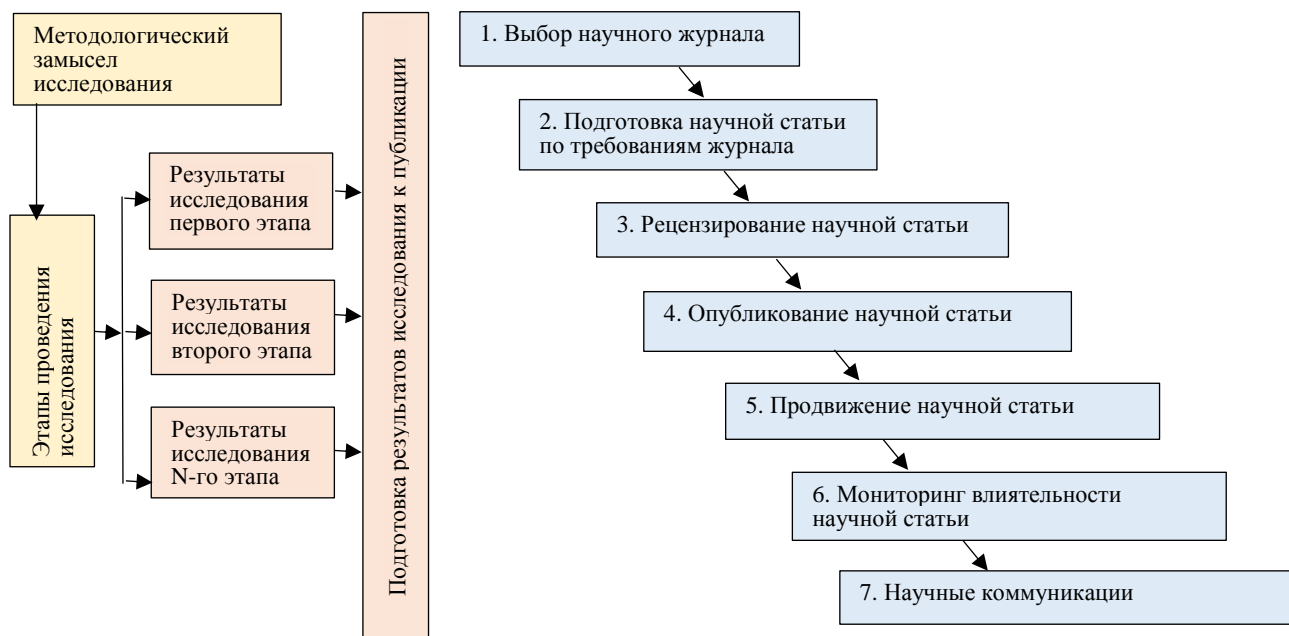 Методологический
замысел
исследования
Этапы проведения
исследования
Результаты
исследования
первого этапа
Результаты
исследования
второго этапа
Результаты
исследования
N-го этапа
Подготовка результатов исследования к публикации
1. Выбор научного журнала
2. Подготовка научной статьи
по требованиям журнала
3. Рецензирование научной статьи
4. Опубликование научной статьи
5. Продвижение научной статьи
6. Мониторинг влиятельности
научной статьи
7. Научные коммуникации